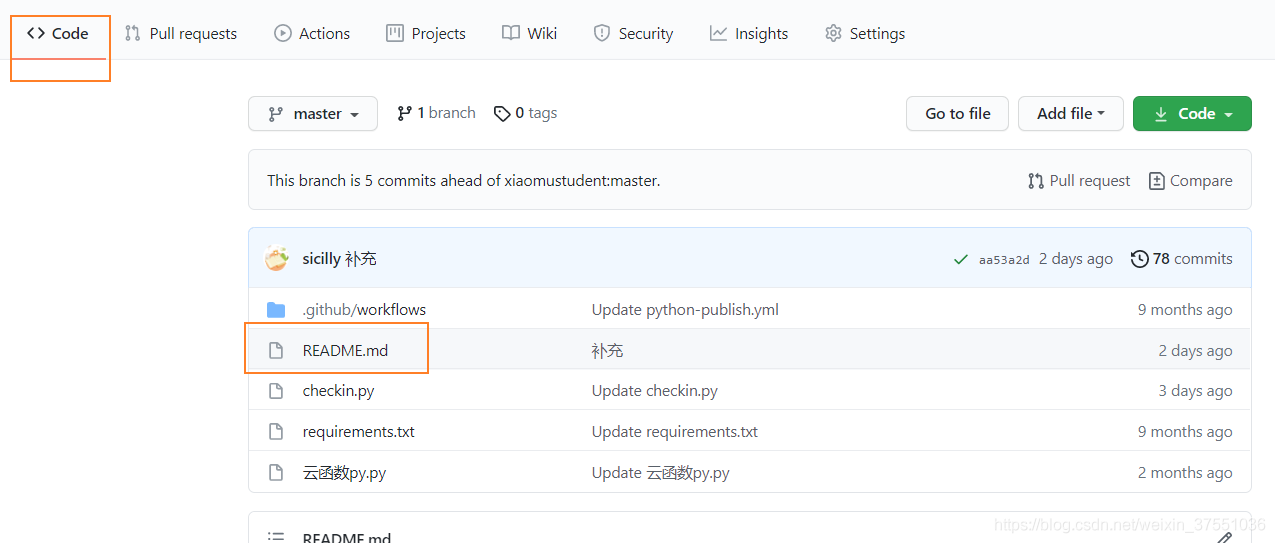 Code Pull requests Actions Projects Wiki Security Insights Settings
master 1 branch 0 tags Go to file Add file Code
This branch is 5 commits ahead of xiaomustudent:master. Pull request Compare
sicilly 补充 aa53a2d 2 days ago 78 commits
.github/workflows Update python-publish.yml 9 months ago
README.md 补充 2 days ago
checkin.py Update checkin.py 3 days ago
requirements.txt Update requirements.txt 9 months ago
云函数py.py Update 云函数py.py 2 months ago
https://blog.csdn.net/weixin_37551036
README.md